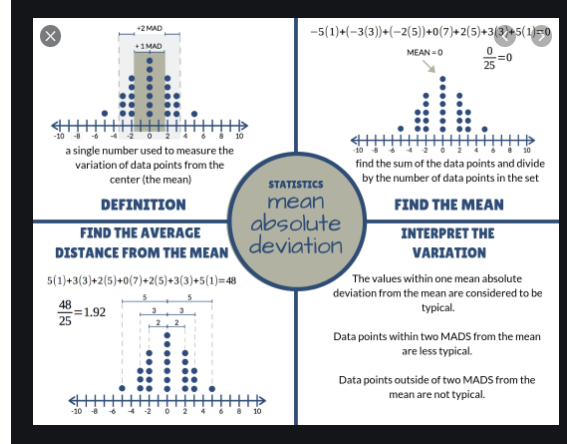 +2 MAD
+1 MAD
-10 -8 -6 -4 -2 0 2 4 6 8 10
a single number used to measure the
variation of data points from the
center (the mean)
DEFINITION
−5(1)+(−3(3))+(−2(5))+0(7)+2(5)+3(3)+5(1)=0
MEAN = 0
0
25
=0
-10 -8 -6 -4 -2 0 2 4 6 8 10
find the sum of the data points and divide
by the number of data points in the set
FIND THE MEAN
STATISTICS
mean
absolute
deviation
FIND THE AVERAGE
DISTANCE FROM THE MEAN
5(1)+3(3)+2(5)+0(7)+2(5)+3(3)+5(1)=48
48
25
=1.92
5 5
3 3
2 2
-10 -8 -6 -4 -2 0 2 4 6 8 10
INTERPRET THE
VARIATION
The values within one mean absolute
deviation from the mean are considered to be
typical.
Data points within two MADS from the mean
are less typical.
Data points outside of two MADS from the
mean are not typical.